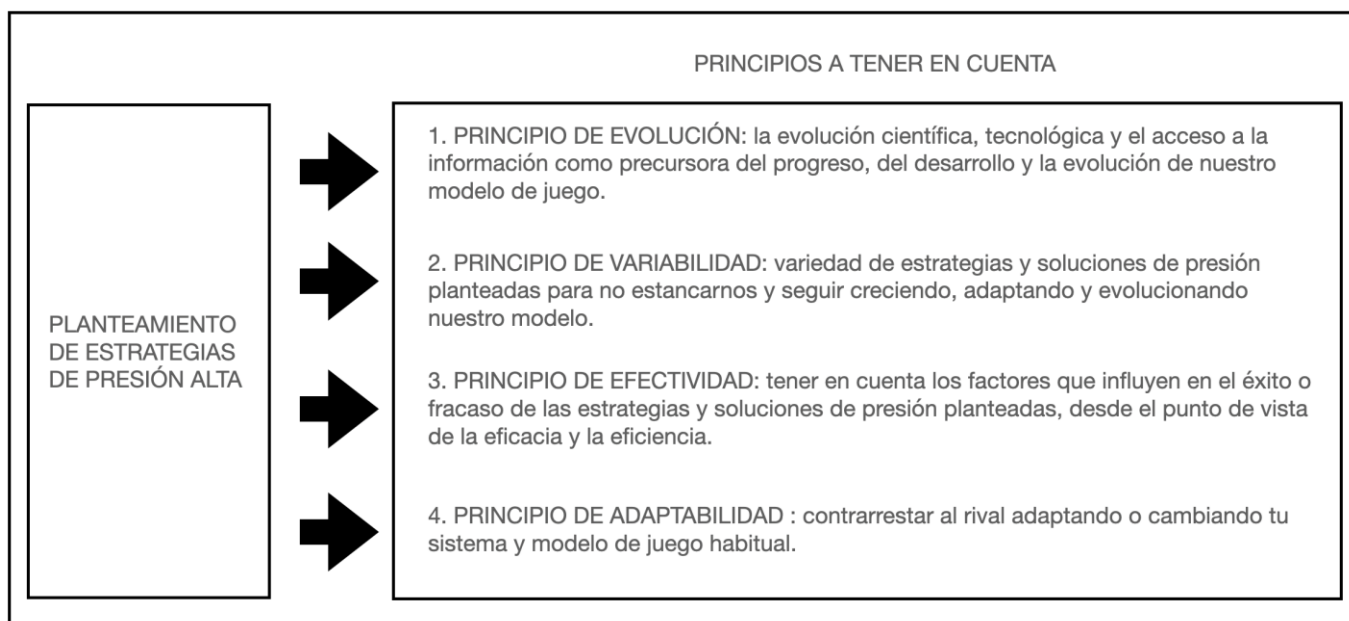 PRINCIPIOS A TENER EN CUENTA
PLANTEAMIENTO
DE ESTRATEGIAS
DE PRESIÓN ALTA
1. PRINCIPIO DE EVOLUCIÓN: la evolución científica, tecnológica y el acceso a la
información como precursora del progreso, del desarrollo y la evolución de nuestro
modelo de juego.
2. PRINCIPIO DE VARIABILIDAD: variedad de estrategias y soluciones de presión
planteadas para no estancarnos y seguir creciendo, adaptando y evolucionando
nuestro modelo.
3. PRINCIPIO DE EFECTIVIDAD: tener en cuenta los factores que influyen en el éxito o
fracaso de las estrategias y soluciones de presión planteadas, desde el punto de vista
de la eficacia y la eficiencia.
4. PRINCIPIO DE ADAPTABILIDAD : contrarrestar al rival adaptando o cambiando tu
sistema y modelo de juego habitual.